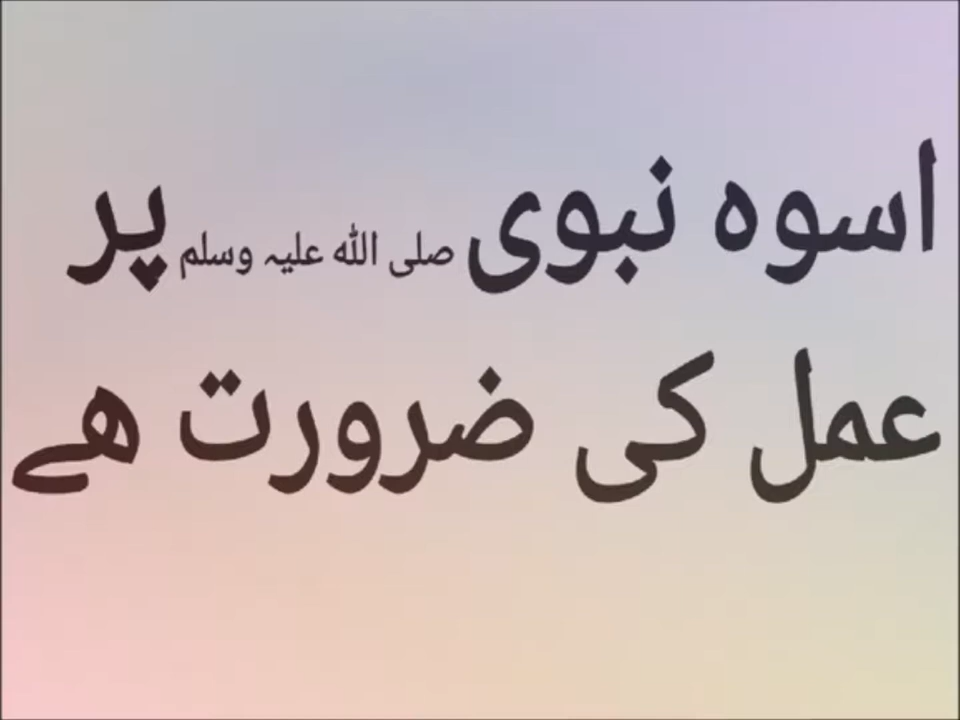 اسوہ نبوی صلی اللہ علیہ وسلم پر
عمل کی ضرورت ھے